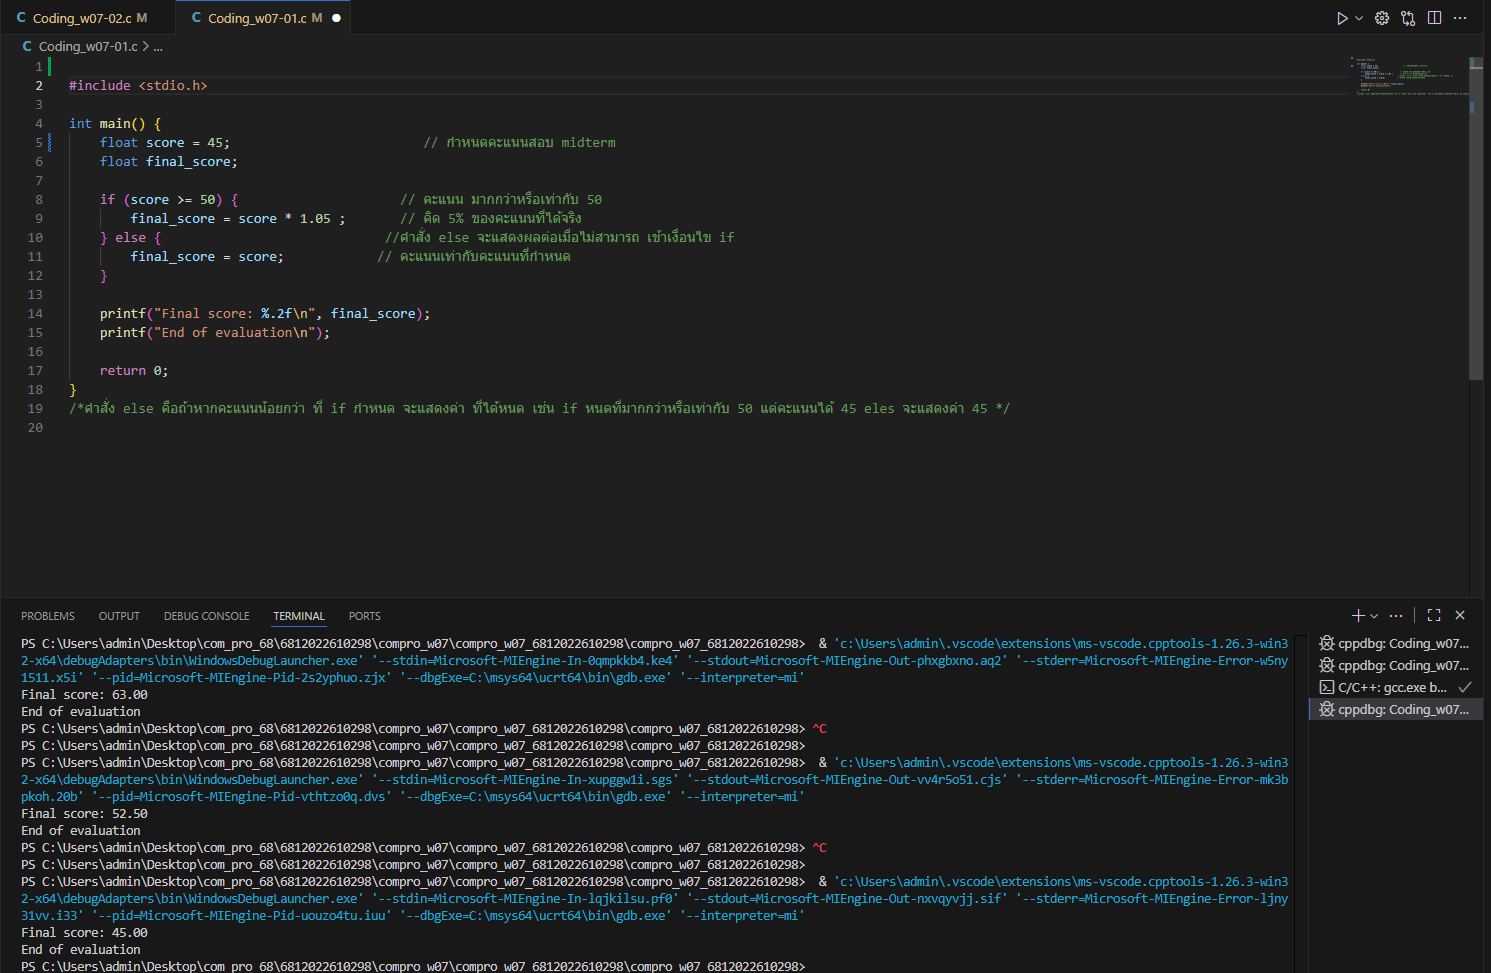 Coding_w07-02.c M
Coding_w07-01.c M
Coding_w07-01.c > ...
1
2 #include <stdio.h>
3
4 int main() {
5 float score = 45; // กำหนดคะแนนสอบ midterm
6 float final_score;
7
8 if (score >= 50) { // คะแนน มากกว่าหรือเท่ากับ 50
9 final_score = score * 1.05 ; // คิด 5% ของคะแนนที่ได้จริง
10 } else { //คำสั่ง else จะแสดงผลต่อเมื่อไม่สามารถ เข้าเงื่อนไข if
11 final_score = score; // คะแนนเท่ากับคะแนนที่กำหนด
12 }
13
14 printf("Final score: %.2f\n", final_score);
15 printf("End of evaluation\n");
16
17 return 0;
18 }
19 /*คำสั่ง else คือถ้าหากคะแนนน้อยกว่า ที่ if กำหนด จะแสดงค่า ที่ได้หนด เช่น if หนดที่มากกว่าหรือเท่ากับ 50 แต่คะแนนได้ 45 eles จะแสดงค่า 45 */
20
PROBLEMS OUTPUT DEBUG CONSOLE TERMINAL PORTS
PS C:\Users\admin\Desktop\com_pro_68\6812022610298\compro_w07\compro_w07_6812022610298\compro_w07_6812022610298> & 'c:\Users\admin\.vscode\extensions\ms-vscode.cpptools-1.26.3-win3
2-x64\debugAdapters\bin\WindowsDebugLauncher.exe' '--stdin=Microsoft-MIEngine-In-0qmpkkb4.ke4' '--stdout=Microsoft-MIEngine-Out-phxgbxno.aq2' '--stderr=Microsoft-MIEngine-Error-w5ny
1511.x5i' '--pid=Microsoft-MIEngine-Pid-2s2yphuo.zjx' '--dbgExe=C:\msys64\ucrt64\bin\gdb.exe' '--interpreter=mi'
Final score: 63.00
End of evaluation
PS C:\Users\admin\Desktop\com_pro_68\6812022610298\compro_w07\compro_w07_6812022610298\compro_w07_6812022610298> ^C
PS C:\Users\admin\Desktop\com_pro_68\6812022610298\compro_w07\compro_w07_6812022610298\compro_w07_6812022610298>
PS C:\Users\admin\Desktop\com_pro_68\6812022610298\compro_w07\compro_w07_6812022610298\compro_w07_6812022610298> & 'c:\Users\admin\.vscode\extensions\ms-vscode.cpptools-1.26.3-win3
2-x64\debugAdapters\bin\WindowsDebugLauncher.exe' '--stdin=Microsoft-MIEngine-In-xupggw1i.sgs' '--stdout=Microsoft-MIEngine-Out-vv4r5o51.cjs' '--stderr=Microsoft-MIEngine-Error-mk3b
pkoh.20b' '--pid=Microsoft-MIEngine-Pid-vthtzo0q.dvs' '--dbgExe=C:\msys64\ucrt64\bin\gdb.exe' '--interpreter=mi'
Final score: 52.50
End of evaluation
PS C:\Users\admin\Desktop\com_pro_68\6812022610298\compro_w07\compro_w07_6812022610298\compro_w07_6812022610298> ^C
PS C:\Users\admin\Desktop\com_pro_68\6812022610298\compro_w07\compro_w07_6812022610298\compro_w07_6812022610298>
PS C:\Users\admin\Desktop\com_pro_68\6812022610298\compro_w07\compro_w07_6812022610298\compro_w07_6812022610298> & 'c:\Users\admin\.vscode\extensions\ms-vscode.cpptools-1.26.3-win3
2-x64\debugAdapters\bin\WindowsDebugLauncher.exe' '--stdin=Microsoft-MIEngine-In-lqjkilsu.pf0' '--stdout=Microsoft-MIEngine-Out-nxvqyvjj.sif' '--stderr=Microsoft-MIEngine-Error-ljny
31vv.i33' '--pid=Microsoft-MIEngine-Pid-uouzo4tu.iuu' '--dbgExe=C:\msys64\ucrt64\bin\gdb.exe' '--interpreter=mi'
Final score: 45.00
End of evaluation
PS C:\Users\admin\Desktop\com_pro_68\6812022610298\compro_w07\compro_w07_6812022610298\compro_w07_6812022610298>
cppdbg: Coding_w07...
cppdbg: Coding_w07...
C/C++: gcc.exe b...
cppdbg: Coding_w07...